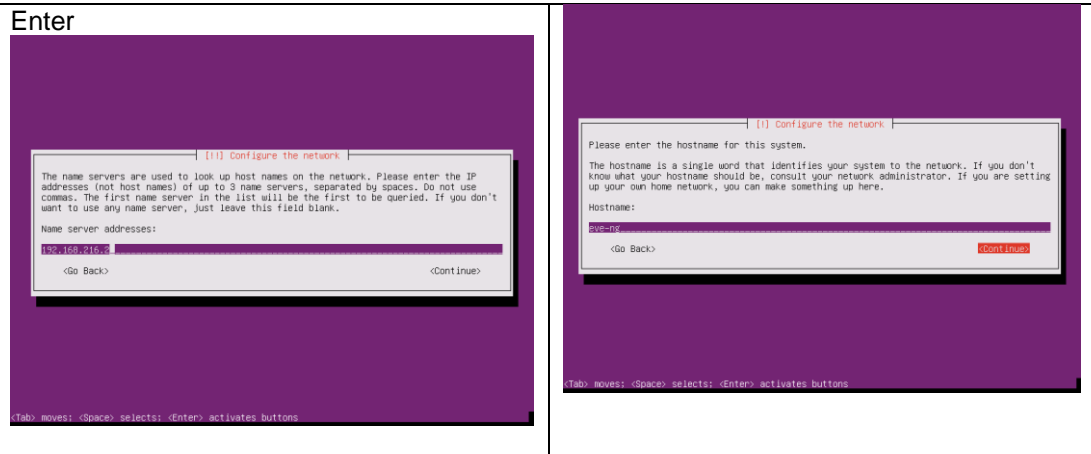 Enter
[!!] Configure the network
The name servers are used to look up host names on the network. Please enter the IP
addresses (not host names) of up to 3 name servers, separated by spaces. Do not use
commas. The first name server in the list will be the first to be queried. If you don't
want to use any name server, just leave this field blank.
Name server addresses:
192.168.216.2
<Go Back> <Continue>
<Tab> moves; <Space> selects; <Enter> activates buttons
[!] Configure the network
Please enter the hostname for this system.
The hostname is a single word that identifies your system to the network. If you don't
know what your hostname should be, consult your network administrator. If you are setting
up your own home network, you can make something up here.
Hostname:
eve-ng
<Go Back> <Continue>
<Tab> moves; <Space> selects; <Enter> activates buttons